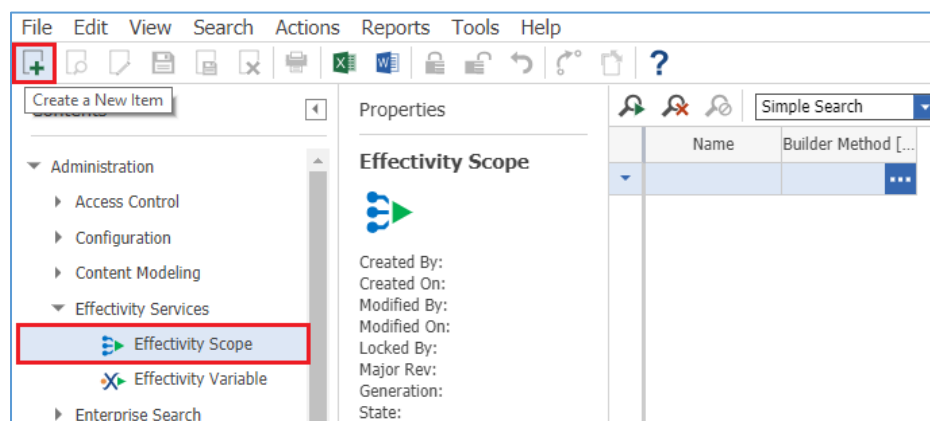 File Edit View Search Actions Reports Tools Help
Create a New Item
Contents
Administration
Access Control
Configuration
Content Modeling
Effectivity Services
Effectivity Scope
Effectivity Variable
Enterprise Search
Properties
Effectivity Scope
Created By:
Created On:
Modified By:
Modified On:
Locked By:
Major Rev:
Generation:
State:
Simple Search
Name Builder Method [...